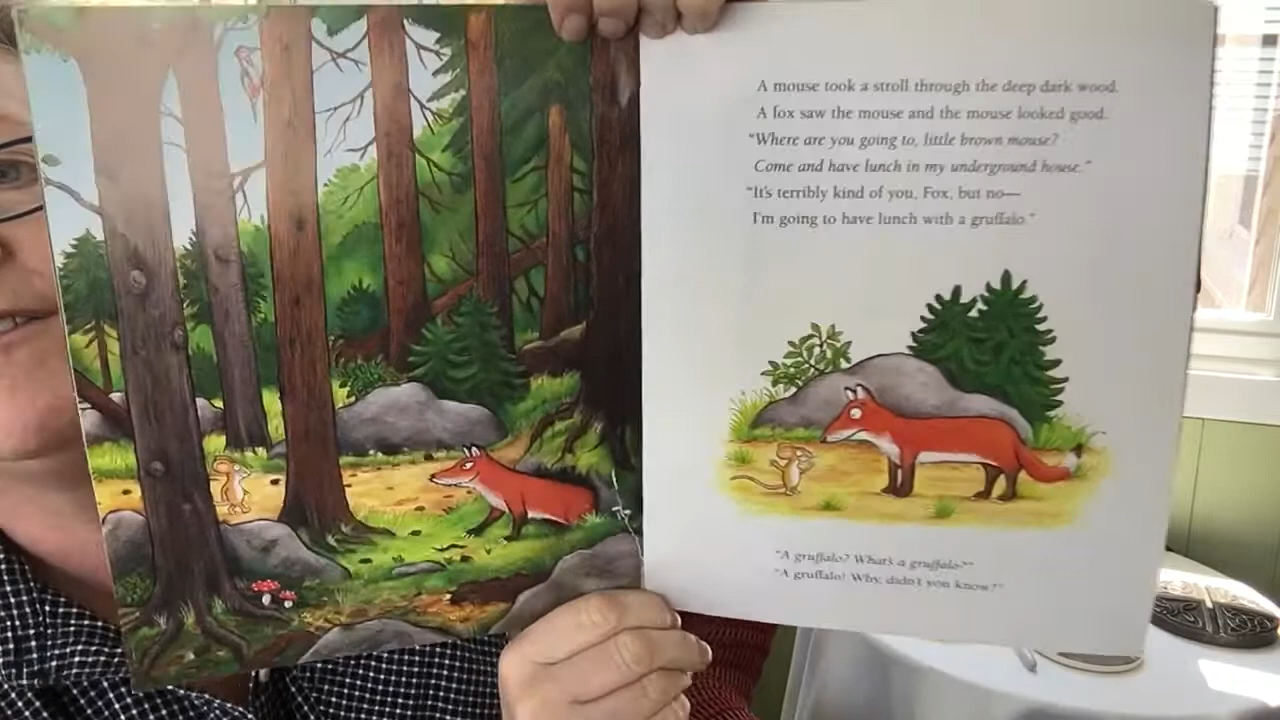 A mouse took a stroll through the deep dark wood.
A fox saw the mouse and the mouse looked good.
"Where are you going to, little brown mouse?
Come and have lunch in my underground house."
"It's terribly kind of you, Fox, but no—
I'm going to have lunch with a gruffalo."
"A gruffalo? What's a gruffalo?"
"A gruffalo! Why, didn't you know?"